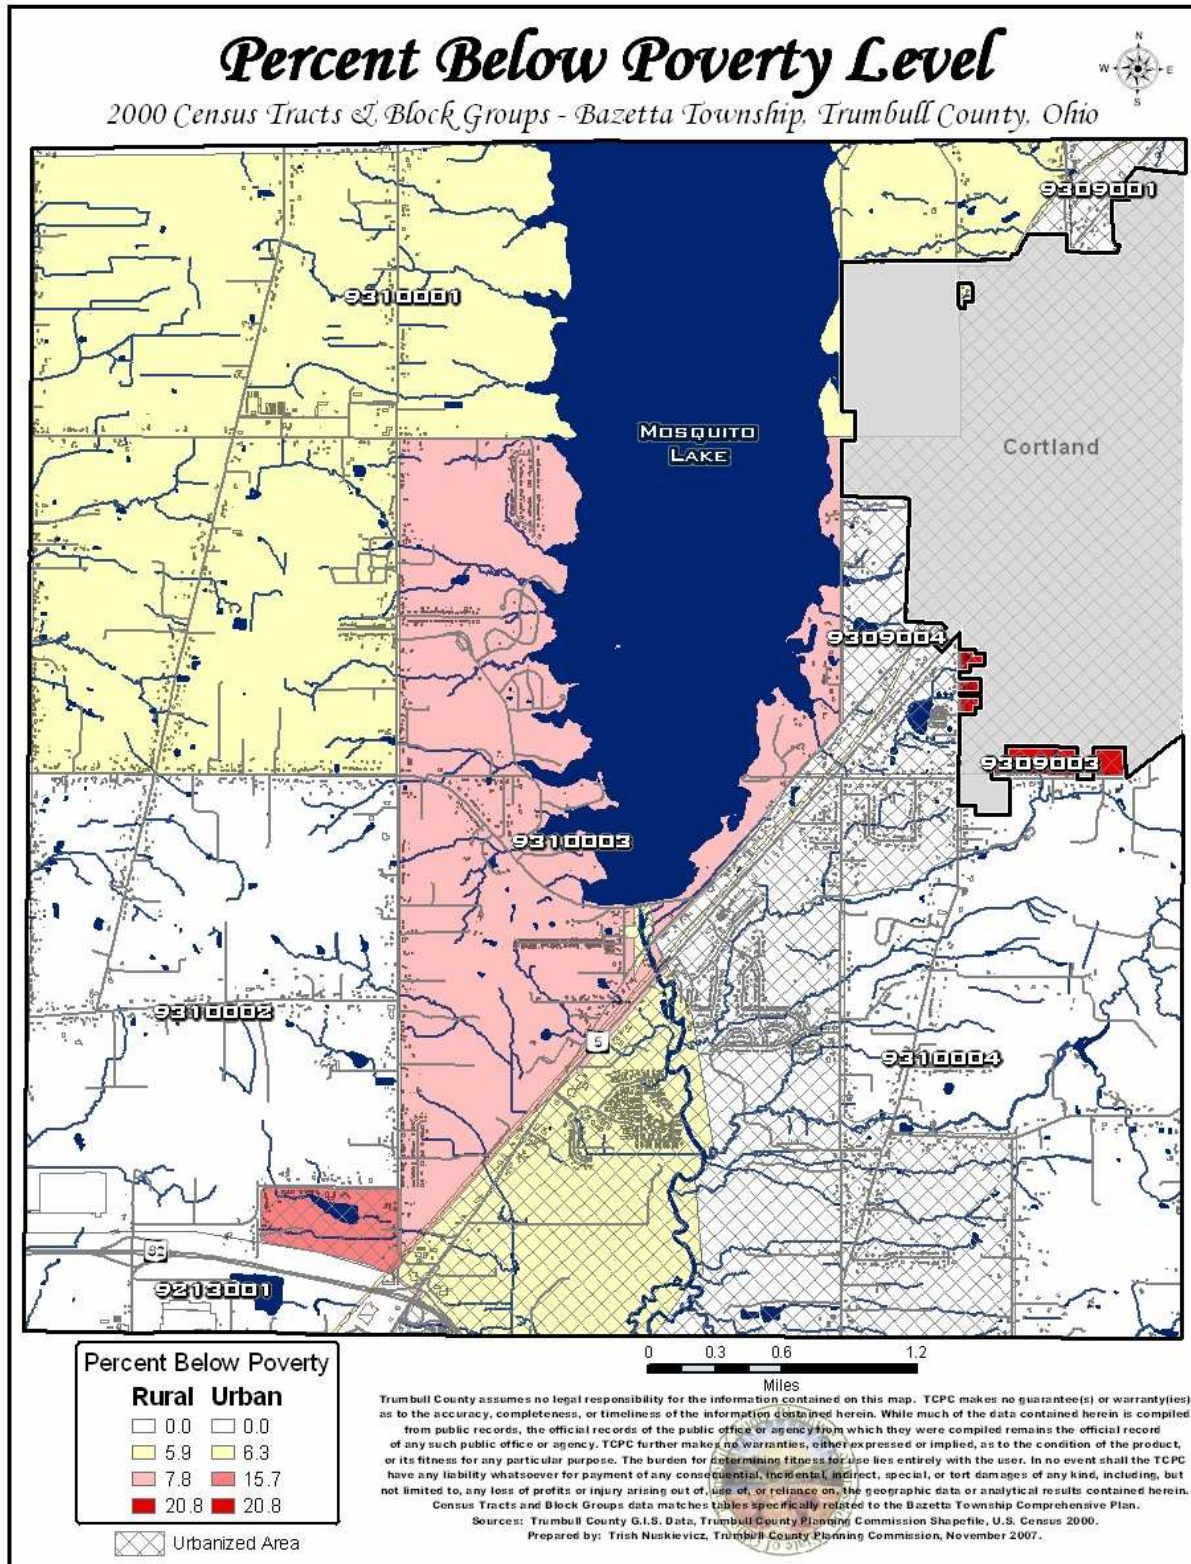 Percent Below Poverty Level
N
W E
S
2000 Census Tracts & Block Groups - Bazetta Township, Trumbull County, Ohio
9309001
9310001
MOSQUITO
LAKE
Cortland
9309004
9309003
9310003
9310002
5
9310004
82
9213001
Percent Below Poverty
Rural Urban
0.0 0.0
5.9 6.3
7.8 15.7
20.8 20.8
Urbanized Area
0 0.3 0.6 1.2
Miles
Trumbull County assumes no legal responsibility for the information contained on this map. TCPC makes no guarantee(s) or warranty(ies)
as to the accuracy, completeness, or timeliness of the information contained herein. While much of the data contained herein is compiled
from public records, the official records of the public office or agency from which they were compiled remains the official record
of any such public office or agency. TCPC further makes no warranties, either expressed or implied, as to the condition of the product,
or its fitness for any particular purpose. The burden for determining fitness for use lies entirely with the user. In no event shall the TCPC
have any liability whatsoever for payment of any consequential, incidental, indirect, special, or tort damages of any kind, including, but
not limited to, any loss of profits or injury arising out of, use of, or reliance on, the geographic data or analytical results contained herein.
Census Tracts and Block Groups data matches tables specifically related to the Bazetta Township Comprehensive Plan.
Sources: Trumbull County G.I.S. Data, Trumbull County Planning Commission Shapefile, U.S. Census 2000.
Prepared by: Trish Nuskievicz, Trumbull County Planning Commission, November 2007.